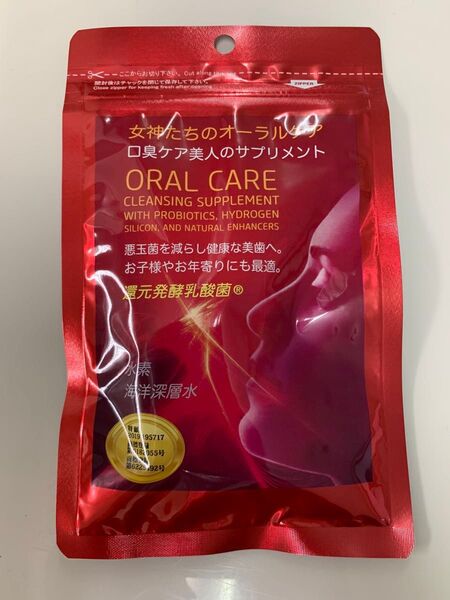 ここからお切り下さい。Cut along this line
開封後はチャックを閉じて保存して下さい。
Close zipper for keeping fresh after opening
ZIPPER
女神たちのオーラルケア
口臭ケア美人のサプリメント
ORAL CARE
CLEANSING SUPPLEMENT
WITH PROBIOTICS, HYDROGEN
SILICON, AND NATURAL ENHANCERS
悪玉菌を減らし健康な美歯へ。
お子様やお年寄りにも最適。
還元発酵乳酸菌®
水素
海洋深層水